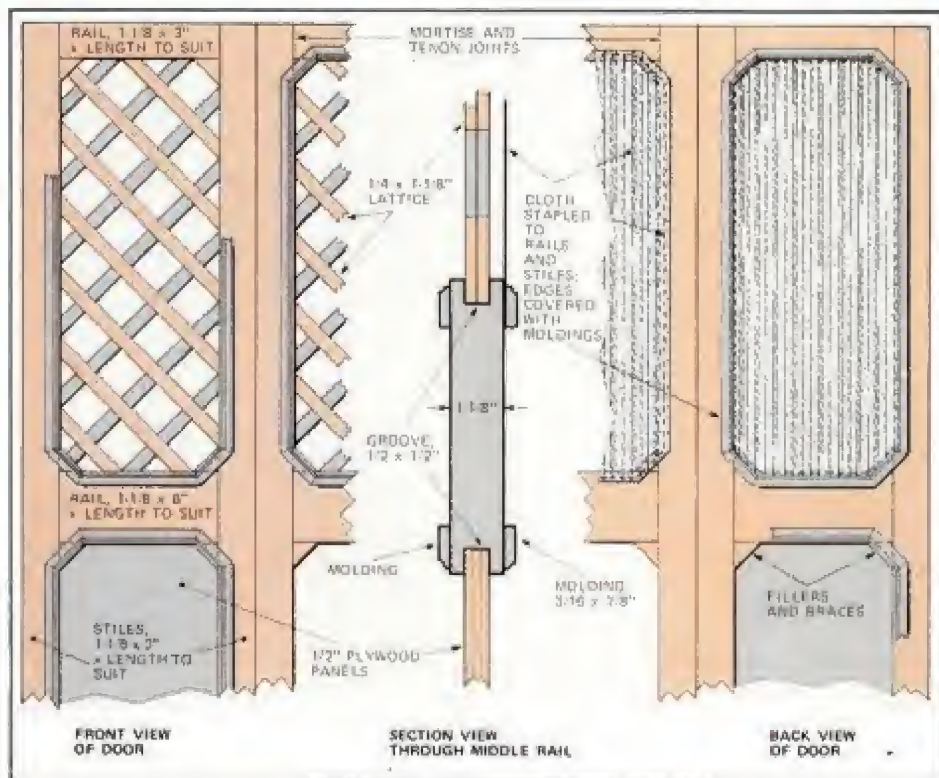 RAIL, 1-1/8 x 3"
x LENGTH TO SUIT
MORTISE AND
TENON JOINTS
1/4 x 1-5/8"
LATTICE
CLOTH
STAPLED
TO
RAILS
AND
STILES;
EDGES
COVERED
WITH
MOLDINGS
1-1/8"
GROOVE,
1/2 x 1/2"
RAIL, 1-1/8 x 6"
x LENGTH TO SUIT
MOLDING
MOLDING
3/16 x 7/8"
FILLERS
AND BRACES
STILES,
1-1/8 x 3"
x LENGTH TO
SUIT
1/2" PLYWOOD
PANELS
FRONT VIEW
OF DOOR
SECTION VIEW
THROUGH MIDDLE RAIL
BACK VIEW
OF DOOR